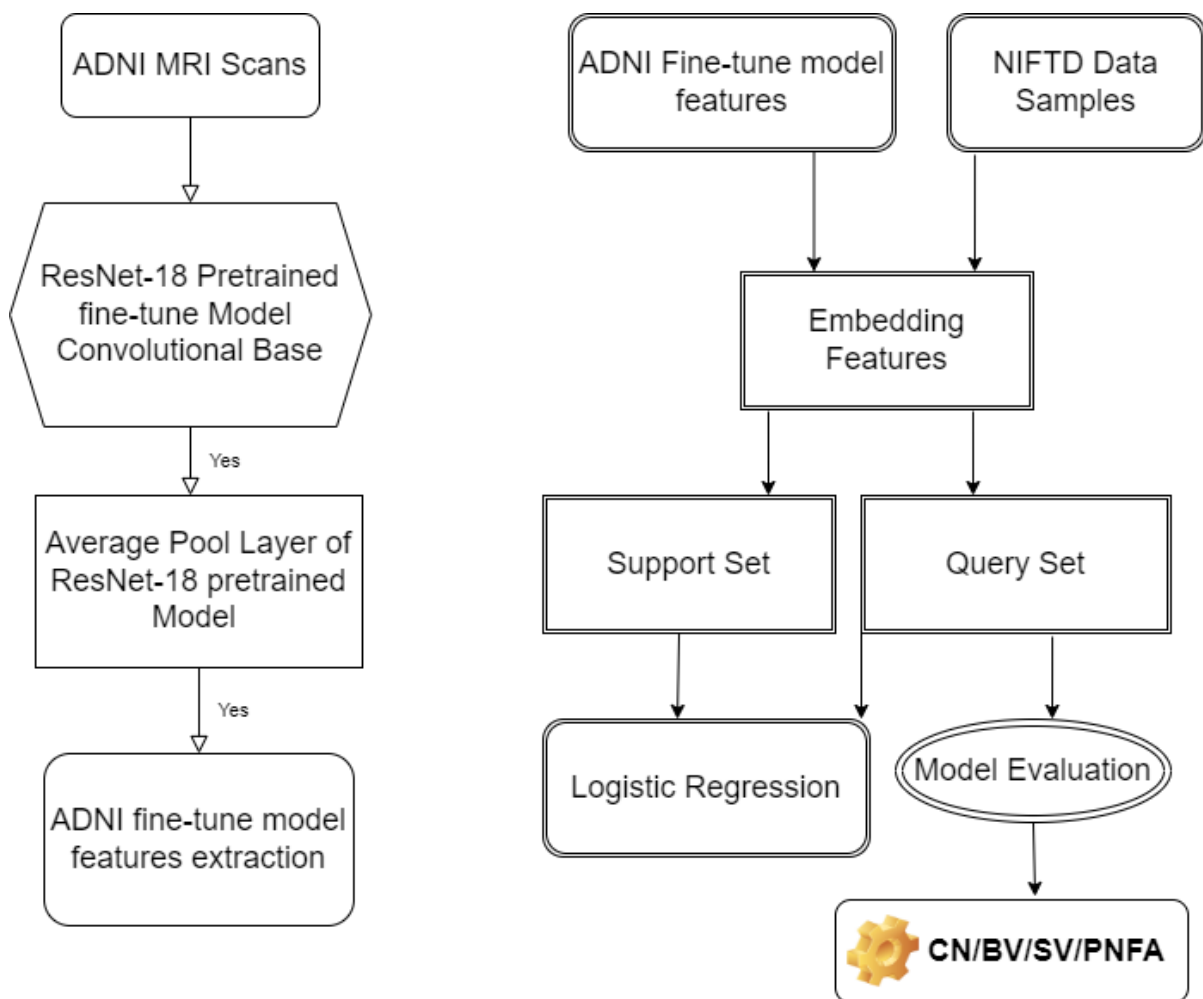 ADNI MRI Scans
ResNet-18 Pretrained
fine-tune Model
Convolutional Base
Yes
Average Pool Layer of
ResNet-18 pretrained
Model
Yes
ADNI fine-tune model
features extraction
ADNI Fine-tune model
features
NIFTD Data
Samples
Embedding
Features
Support Set
Query Set
Logistic Regression
Model Evaluation
CN/BV/SV/PNFA